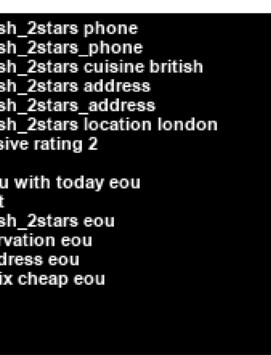 sh_2stars phone
sh_2stars_phone
sh_2stars cuisine british
sh_2stars address
sh_2stars_address
sh_2stars location london
sive rating 2
u with today eou
t
sh_2stars eou
rvation eou
dress eou
ix cheap eou